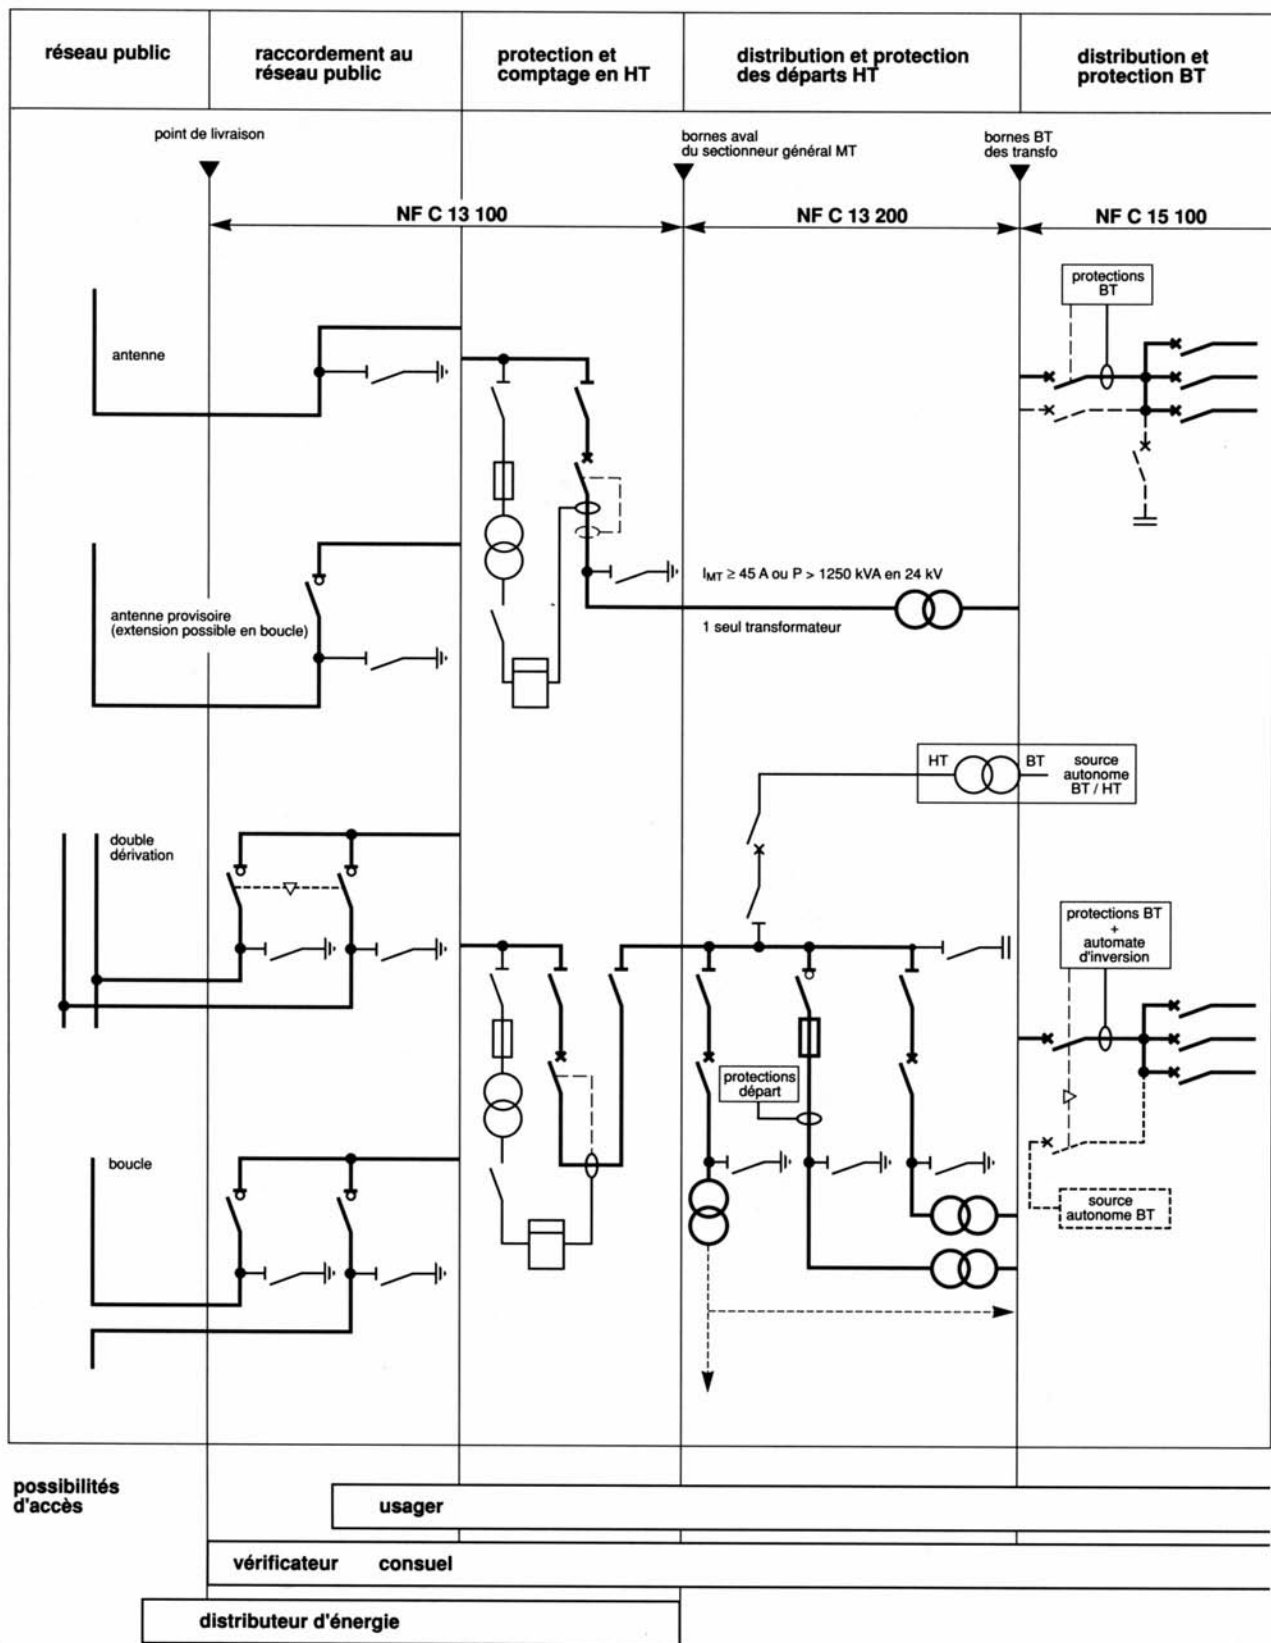 réseau public
raccordement au
réseau public
protection et
comptage en HT
distribution et protection
des départs HT
distribution et
protection BT
point de livraison
bornes aval
du sectionneur général MT
bornes BT
des transfo
NF C 13 100
NF C 13 200
NF C 15 100
protections
BT
antenne
antenne provisoire
(extension possible en boucle)
IMT ≥ 45 A ou P > 1250 kVA en 24 kV
1 seul transformateur
HT
BT
source
autonome
BT / HT
double
dérivation
protections BT
+
automate
d'inversion
protections
départ
boucle
source
autonome BT
possibilités
d'accès
usager
vérificateur consuel
distributeur d'énergie